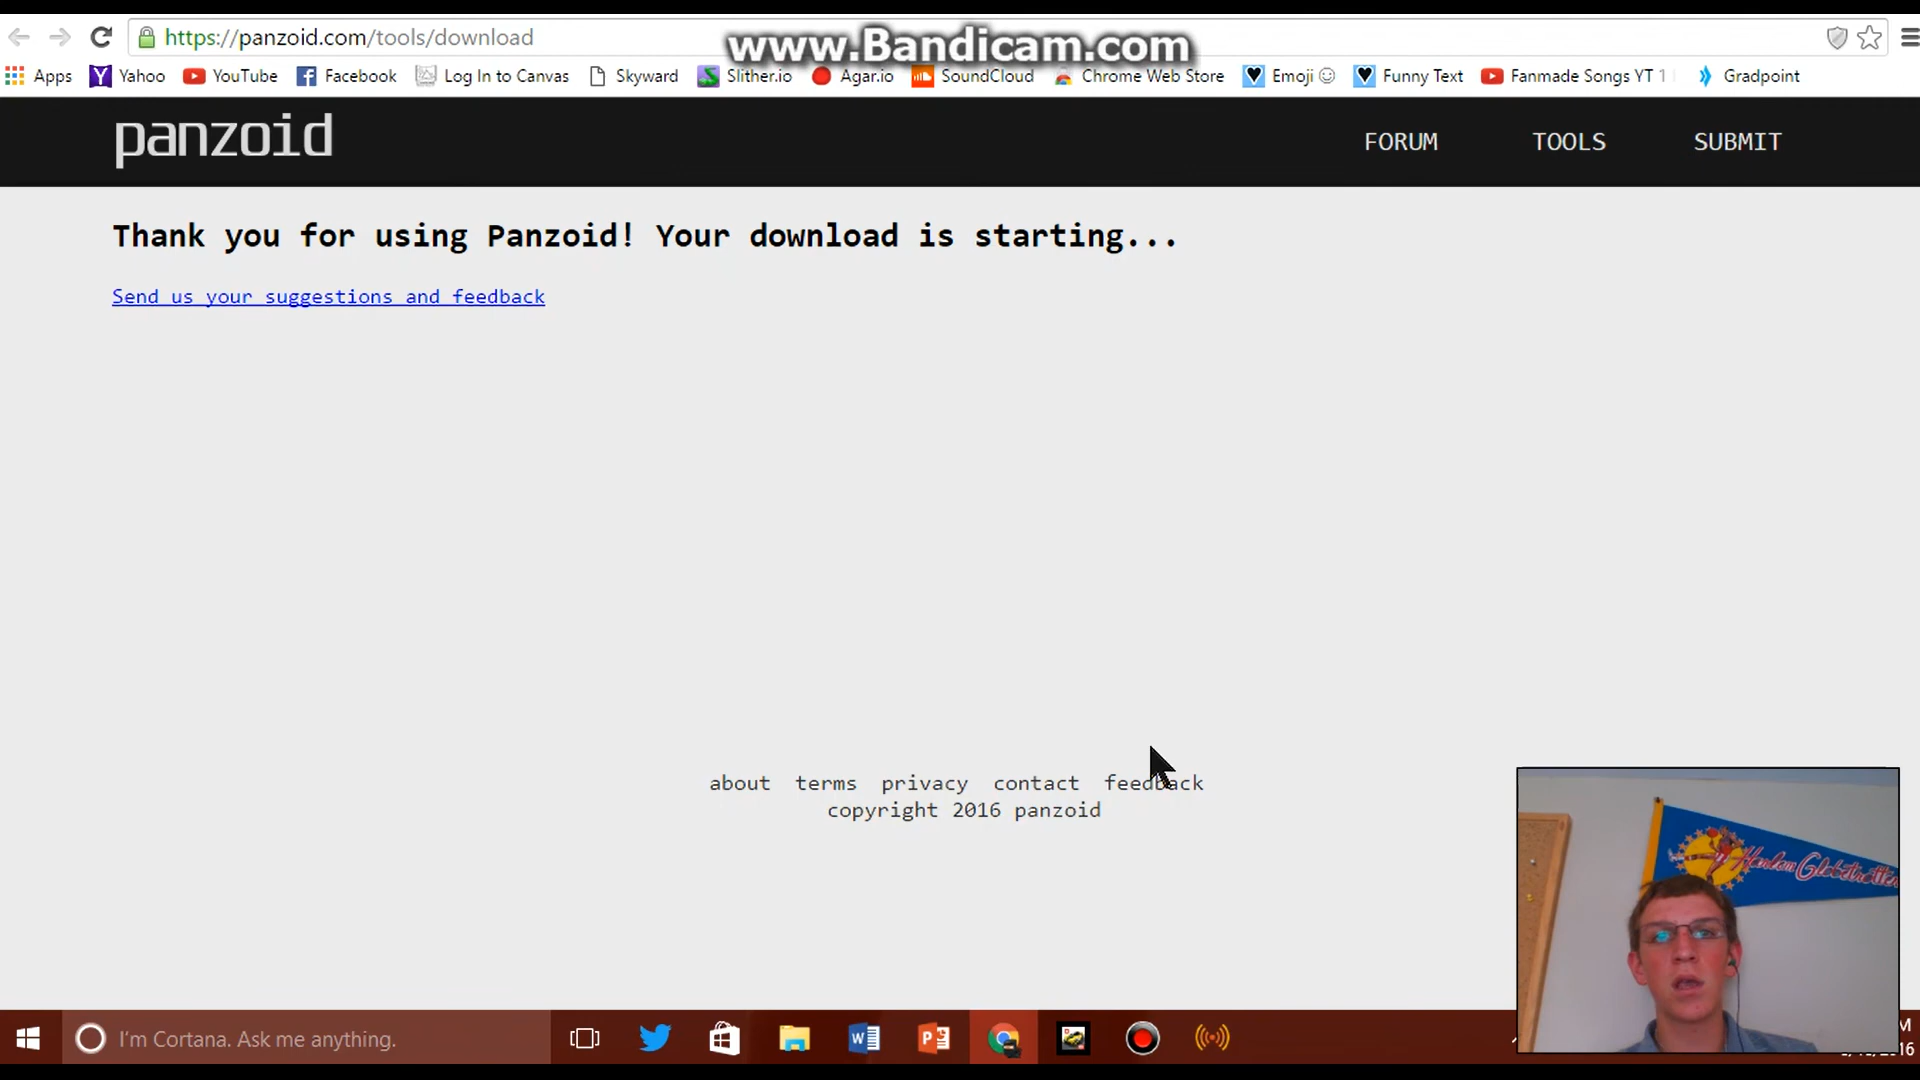 https://panzoid.com/tools/download
www.Bandicam.com
Apps Yahoo YouTube Facebook Log In to Canvas Skyward Slither.io Agar.io SoundCloud Chrome Web Store Emoji Funny Text Fanmade Songs YT 1 Gradpoint
panzoid
FORUM TOOLS SUBMIT
Thank you for using Panzoid! Your download is starting...
Send us your suggestions and feedback
about terms privacy contact feedback
copyright 2016 panzoid
Harlem
I'm Cortana. Ask me anything.